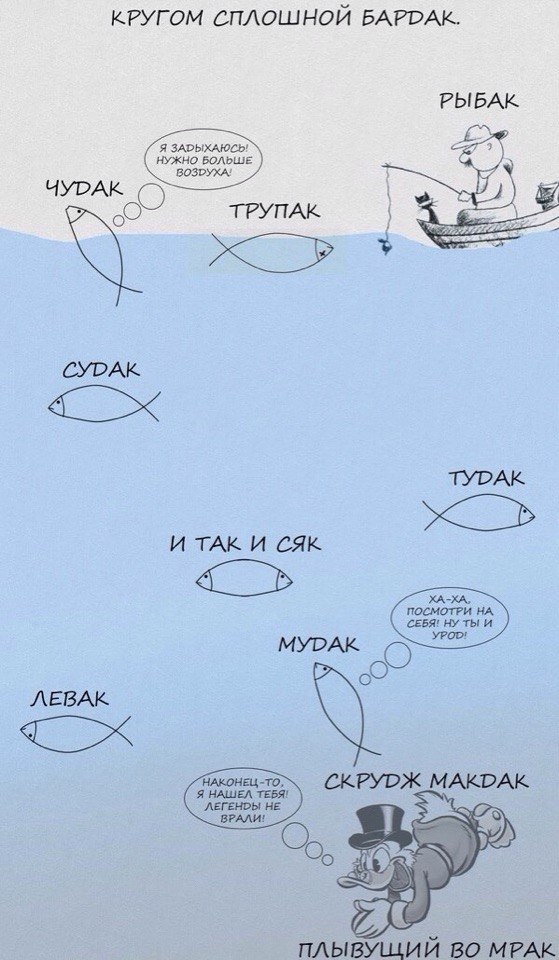 КРУГОМ СПЛОШНОЙ БАРДАК.
РЫБАК
Я ЗАДЫХАЮСЬ!
НУЖНО БОЛЬШЕ
ВОЗДУХА!
ЧУДАК
ТРУПАК
СУДАК
ТУДАК
И ТАК И СЯК
ХА-ХА,
ПОСМОТРИ НА
СЕБЯ! НУ ТЫ И
УРОД!
МУДАК
ЛЕВАК
НАКОНЕЦ-ТО,
Я НАШЕЛ ТЕБЯ!
ЛЕГЕНДЫ НЕ
ВРАЛИ!
СКРУДЖ МАКДАК
ПЛЫВУЩИЙ ВО МРАК